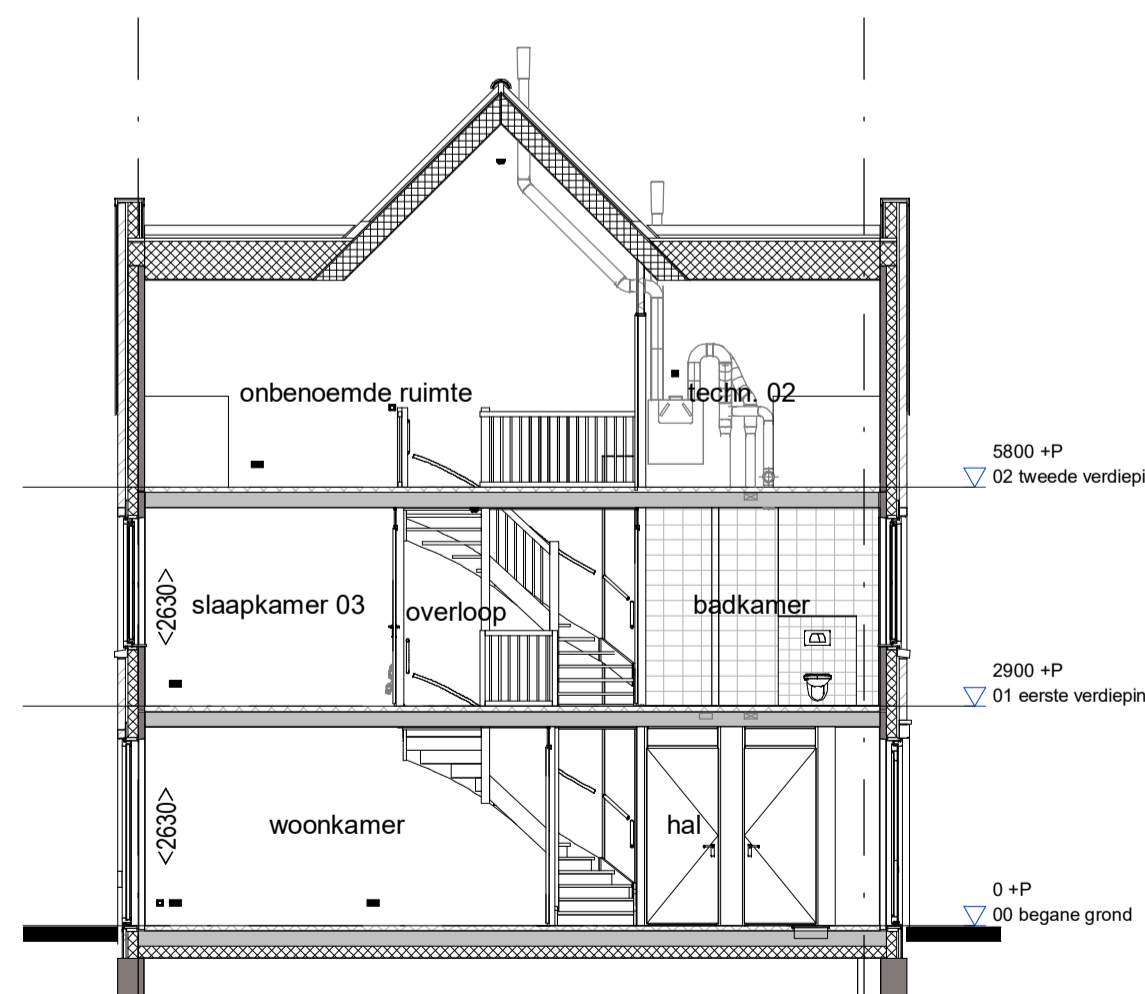 onbenoemde ruimte
techn. 02
5800 +P
02 tweede verdiepi
<2630>
slaapkamer 03
overloop
badkamer
2900 +P
01 eerste verdiepin
<2630>
woonkamer
hal
0 +P
00 begane grond